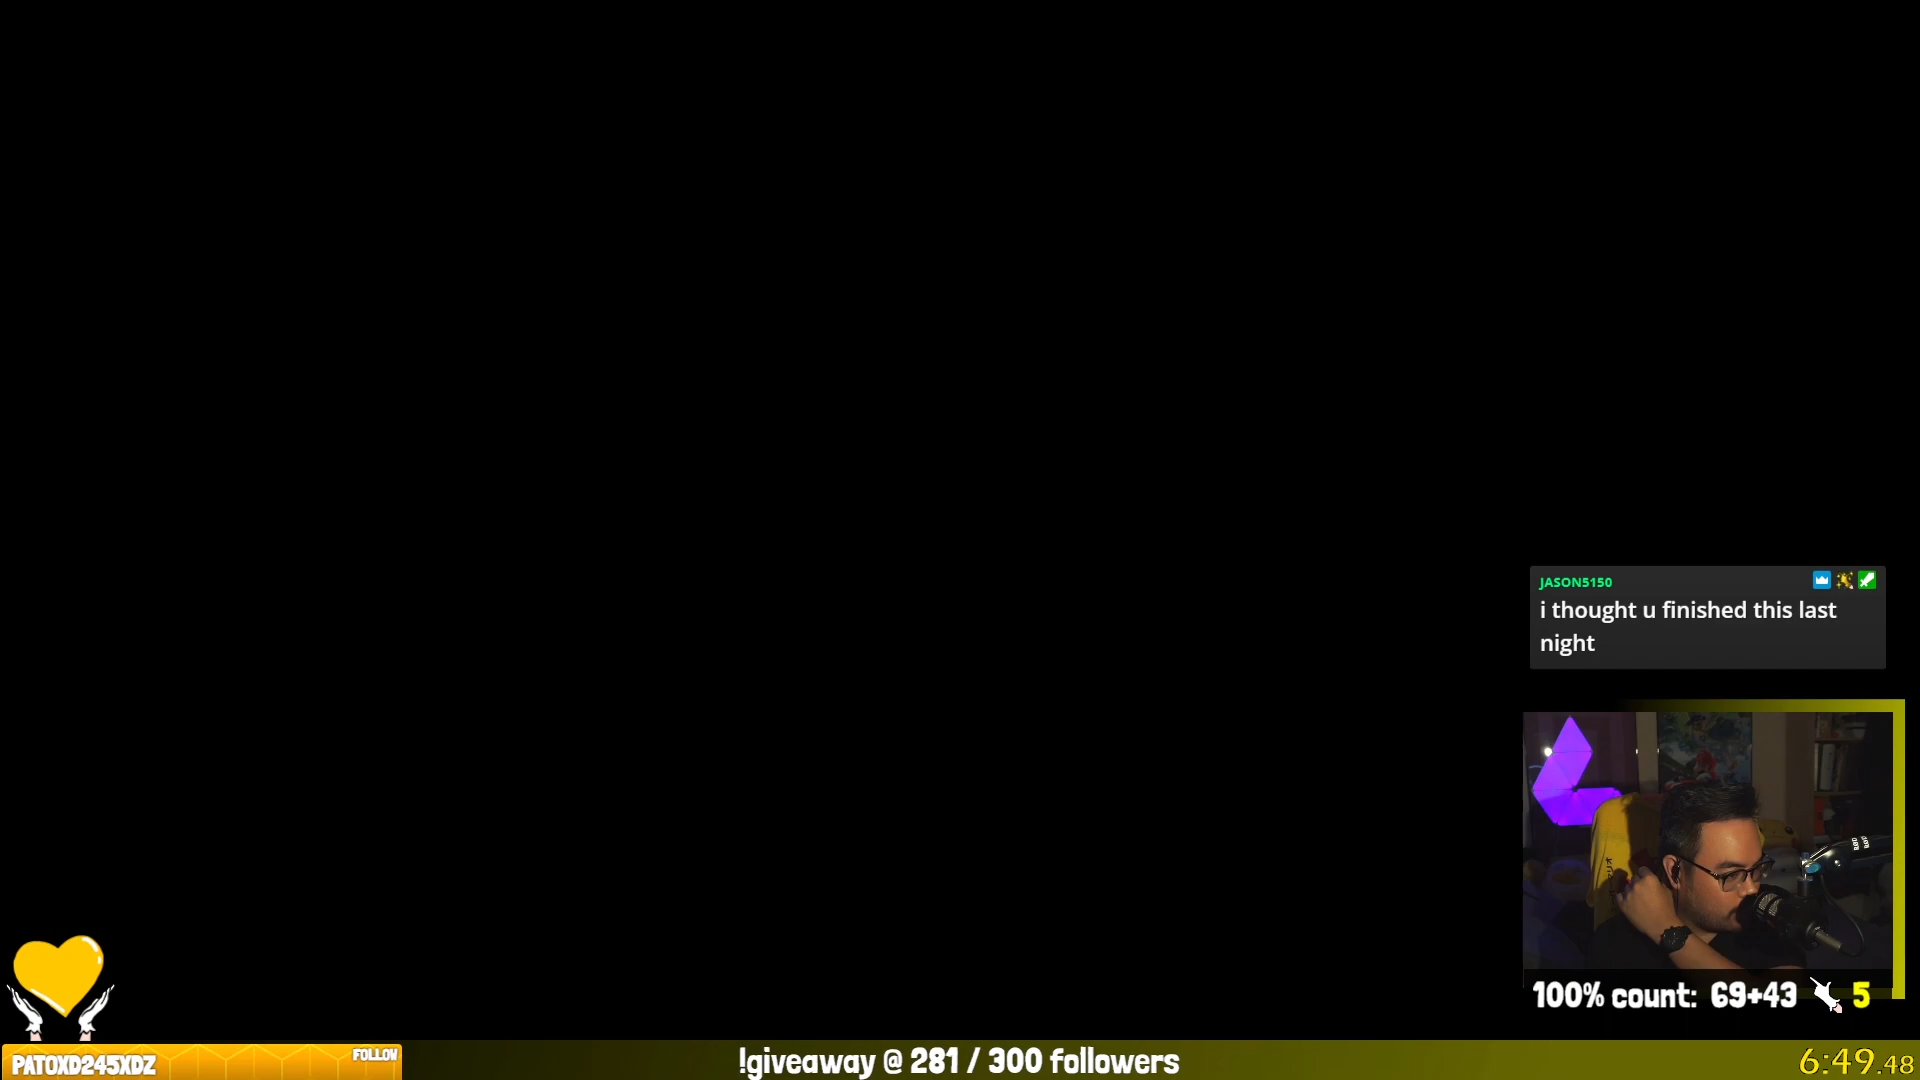 JASON5150
i thought u finished this last
night
100% count: 69+43 5
PATOXD245XDZ
FOLLOW
!giveaway @ 281 / 300 followers
6:49.48